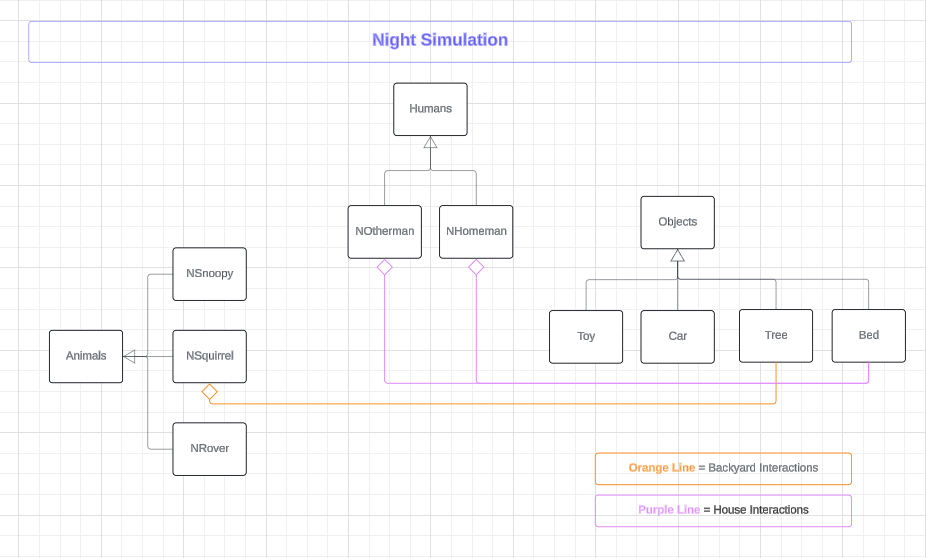 Night Simulation
Humans
NOtherman
NHomeman
Objects
NSnoopy
Animals
NSquirrel
Toy
Car
Tree
Bed
NRover
Orange Line = Backyard Interactions
Purple Line = House Interactions